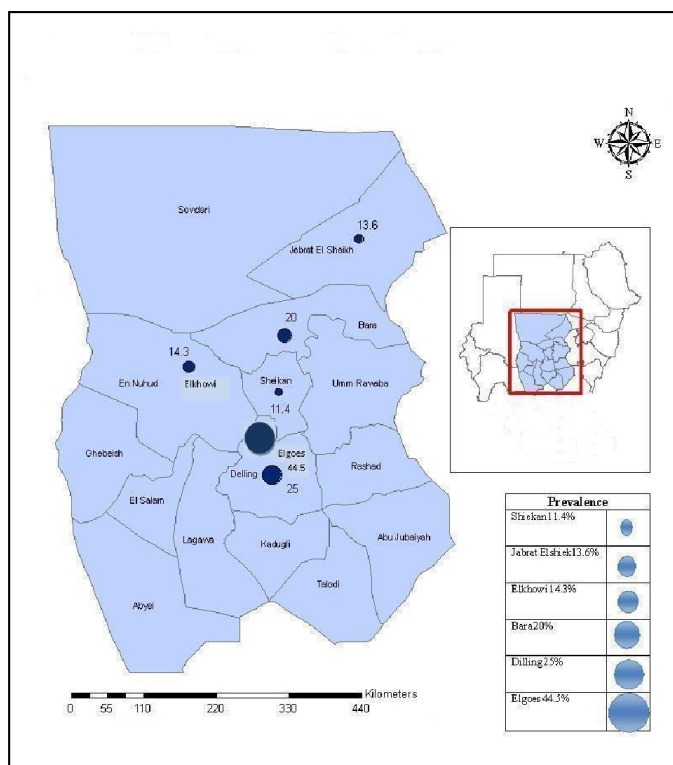 N
W E
S
Sovdari
13.6
Jebrat El Sheikh
20
Bara
14.3
En Nuhud Elkhowi
Sheikan
11.4
Umm Ravaba
Ghebeish
Elgoes
44.5
Delling
25
Rashad
El Salam
Lagawa
Kadugli
Abu Jubaiyah
Talodi
Abyei
Kilometers
0 55 110 220 330 440
Prevalence
Shiekan11.4%
Jabrat Elshiek13.6%
Elkhowi14.3%
Bara20%
Dilling25%
Elgoes44.5%